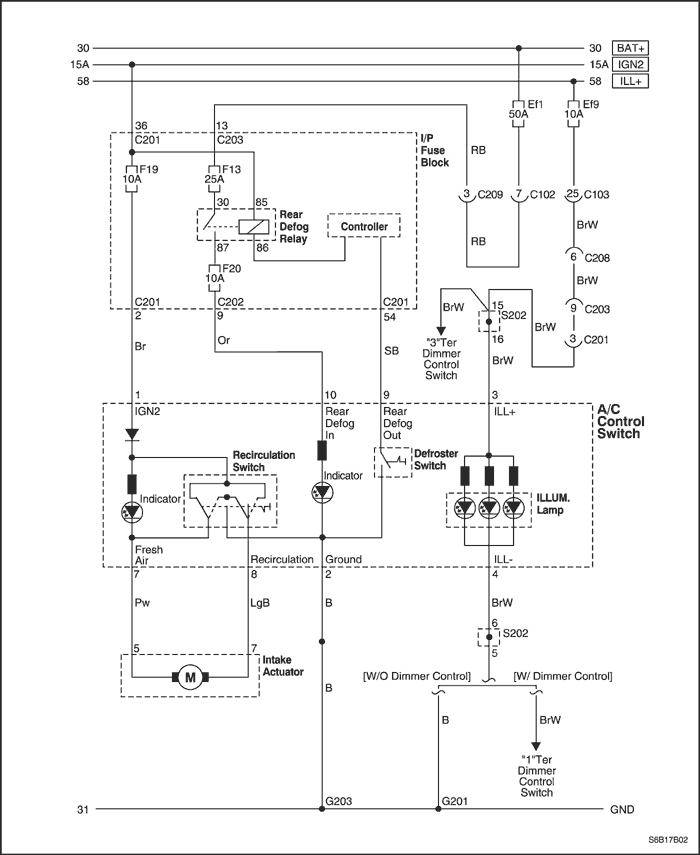 30 30 BAT+
15A 15A IGN2
58 58 ILL+
Ef1
50A
Ef9
10A
36 13
C201 C203
I/P
Fuse
Block
F19
10A
F13
25A
RB
30 85
3 C209 7 C102 25 C103
Rear
Defog
Relay
Controller
BrW
87 86
RB
6 C208
F20
10A
BrW
C201 C202 C201
2 9 54
BrW
15
S202
16
9 C203
BrW
3 C201
Br
Or
SB
"3"Ter
Dimmer
Control
Switch
BrW
1 10 9 3
IGN2
Rear
Defog
In
Rear
Defog
Out
ILL+
A/C
Control
Switch
Recirculation
Switch
Defroster
Switch
Indicator
Indicator
ILLUM.
Lamp
Fresh
Air
Recirculation
Ground
ILL-
7 8 2 4
Pw LgB B BrW
6
S202
5
5 7
Intake
Actuator
M
[W/O Dimmer Control] [W/ Dimmer Control]
B
B
BrW
"1"Ter
Dimmer
Control
Switch
31 G203 G201 GND
S6B17B02